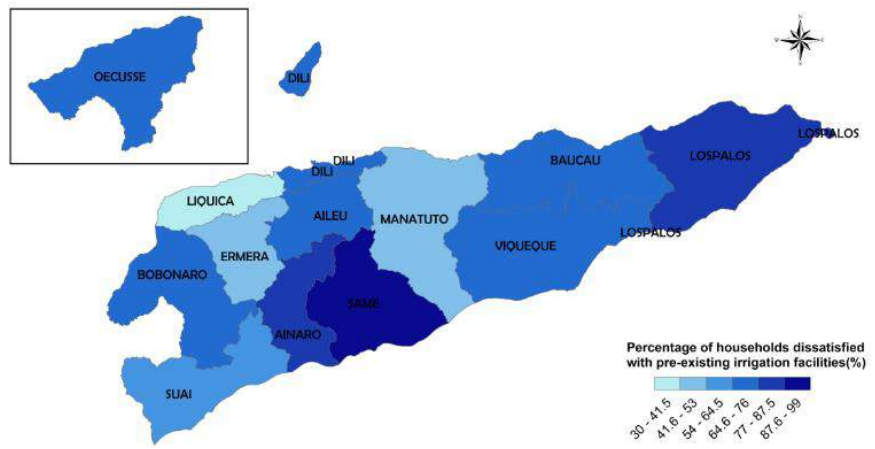 OECUSSE
DILI
N
W
E
S
DILI
DILI
BAUCAU
LOSPALOS
LOSPALOS
LIQUICA
AILEU
MANATUTO
LOSPALOS
ERMERA
VIQUEQUE
BOBONARO
SAME
AINARO
SUAI
Percentage of households dissatisfied
with pre-existing irrigation facilities(%)
30 - 41.5
41.6 - 53
54 - 64.5
64.6 - 76
77 - 87.5
87.6 - 99